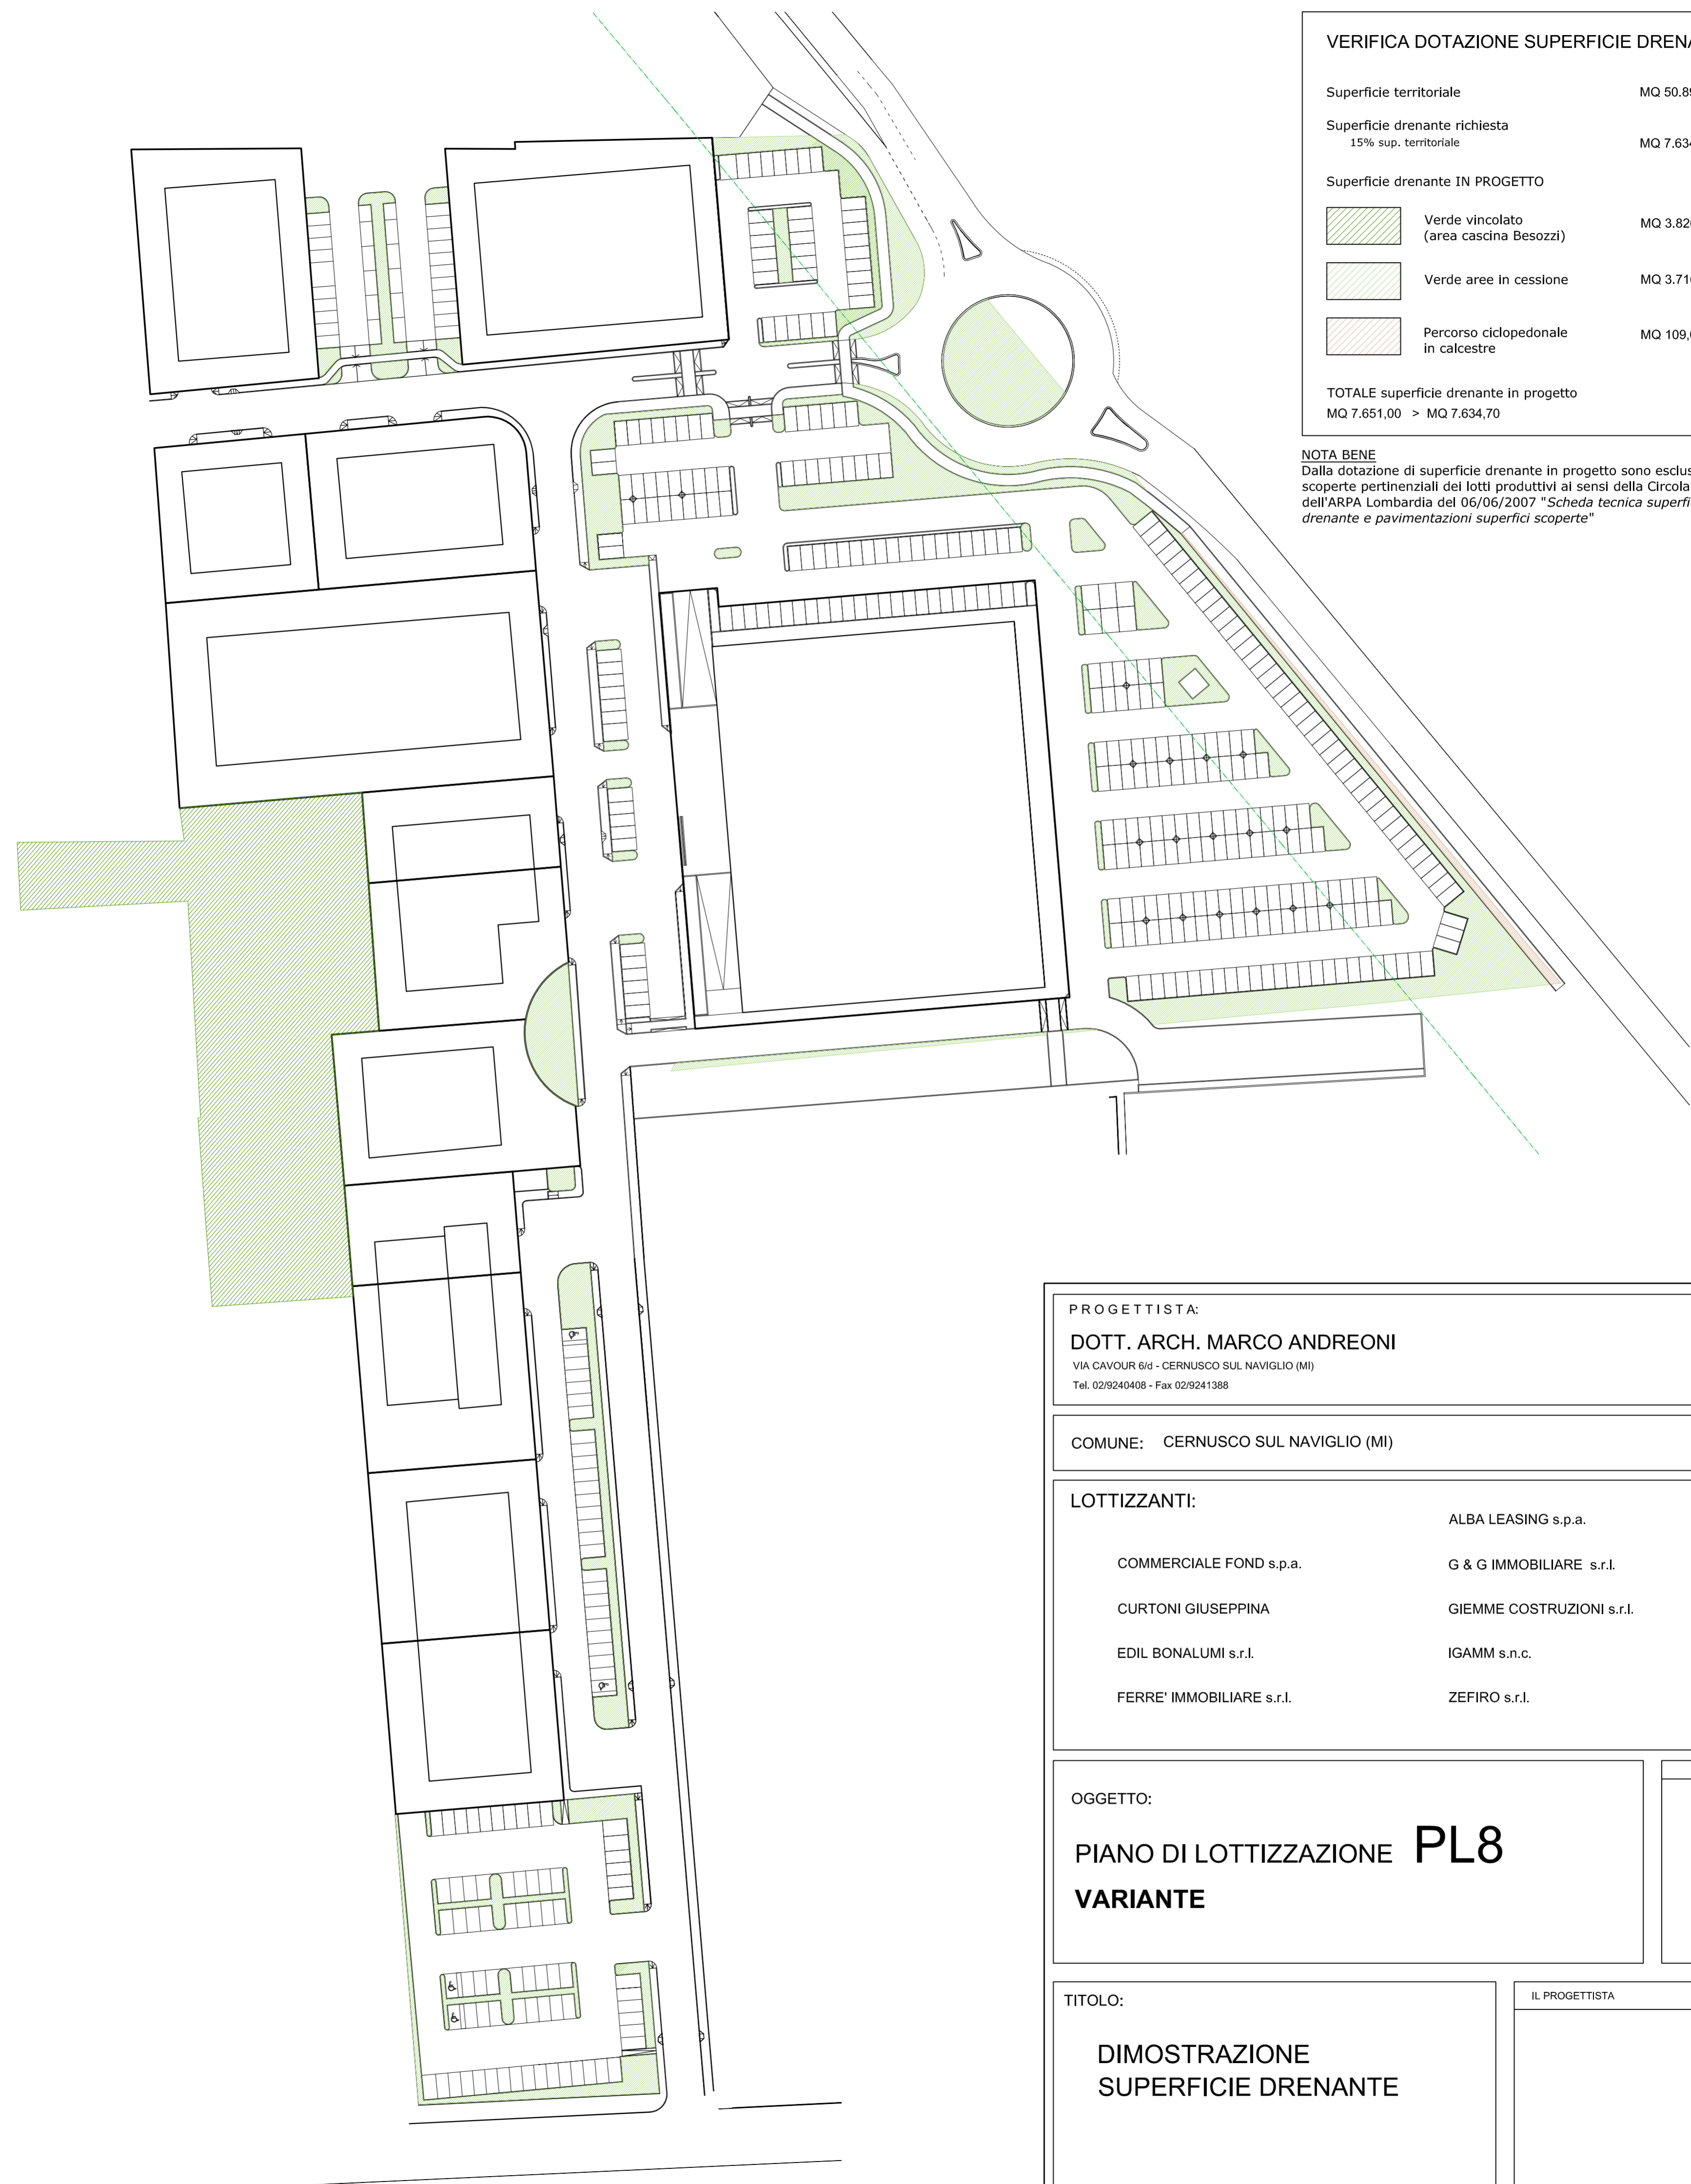 VERIFICA DOTAZIONE SUPERFICIE
Superficie territoriale MQ
Superficie drenante richiesta
15% sup. territoriale MQ
Superficie drenante IN PROGETTO
Verde vincolato
(area cascina Besozzi) MQ
Verde aree in cessione MQ
Percorso ciclopedonale
in calcestre MQ
TOTALE superficie drenante in progetto
MQ 7.651,00 > MQ 7.634,70
NOTA BENE
Dalla dotazione di superficie drenante in progetto sono
scoperte pertinenziali dei lotti produttivi ai sensi della
dell'ARPA Lombardia del 06/06/2007 "Scheda tecnica
drenante e pavimentazioni superfici scoperte"
PROGETTISTA:
DOTT. ARCH. MARCO ANDREONI
VIA CAVOUR 6/d - CERNUSCO SUL NAVIGLIO (MI)
Tel. 02/9240408 - Fax 02/9241388
COMUNE: CERNUSCO SUL NAVIGLIO (MI)
LOTTIZZANTI:
ALBA LEASING s.p.a.
COMMERCIALE FOND s.p.a. G & G IMMOBILIARE s.r.l.
CURTONI GIUSEPPINA GIEMME COSTRUZIONI s.r.l.
EDIL BONALUMI s.r.l. IGAMM s.n.c.
FERRE' IMMOBILIARE s.r.l. ZEFIRO s.r.l.
OGGETTO:
PIANO DI LOTTIZZAZIONE PL8
VARIANTE
TITOLO:
IL PROGETTISTA
DIMOSTRAZIONE
SUPERFICIE DRENANTE